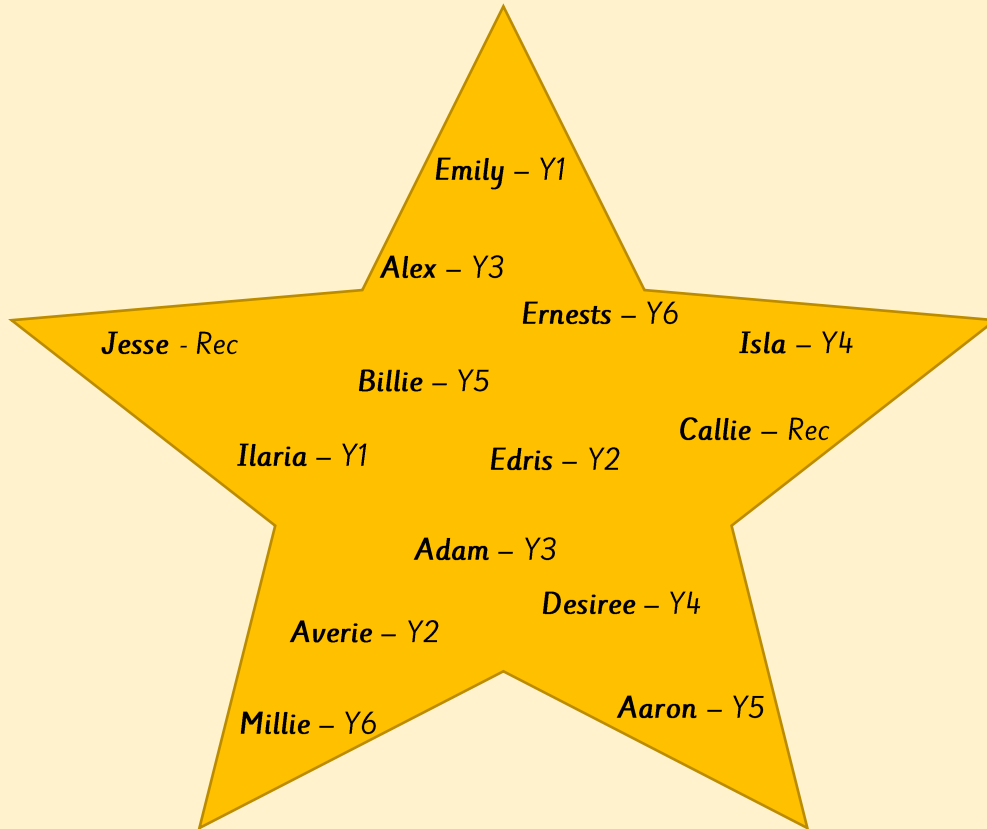 Emily – Y1
Alex – Y3
Ernests – Y6
Jesse - Rec
Isla – Y4
Billie – Y5
Callie – Rec
Ilaria – Y1
Edris – Y2
Adam – Y3
Desiree – Y4
Averie – Y2
Aaron – Y5
Millie – Y6